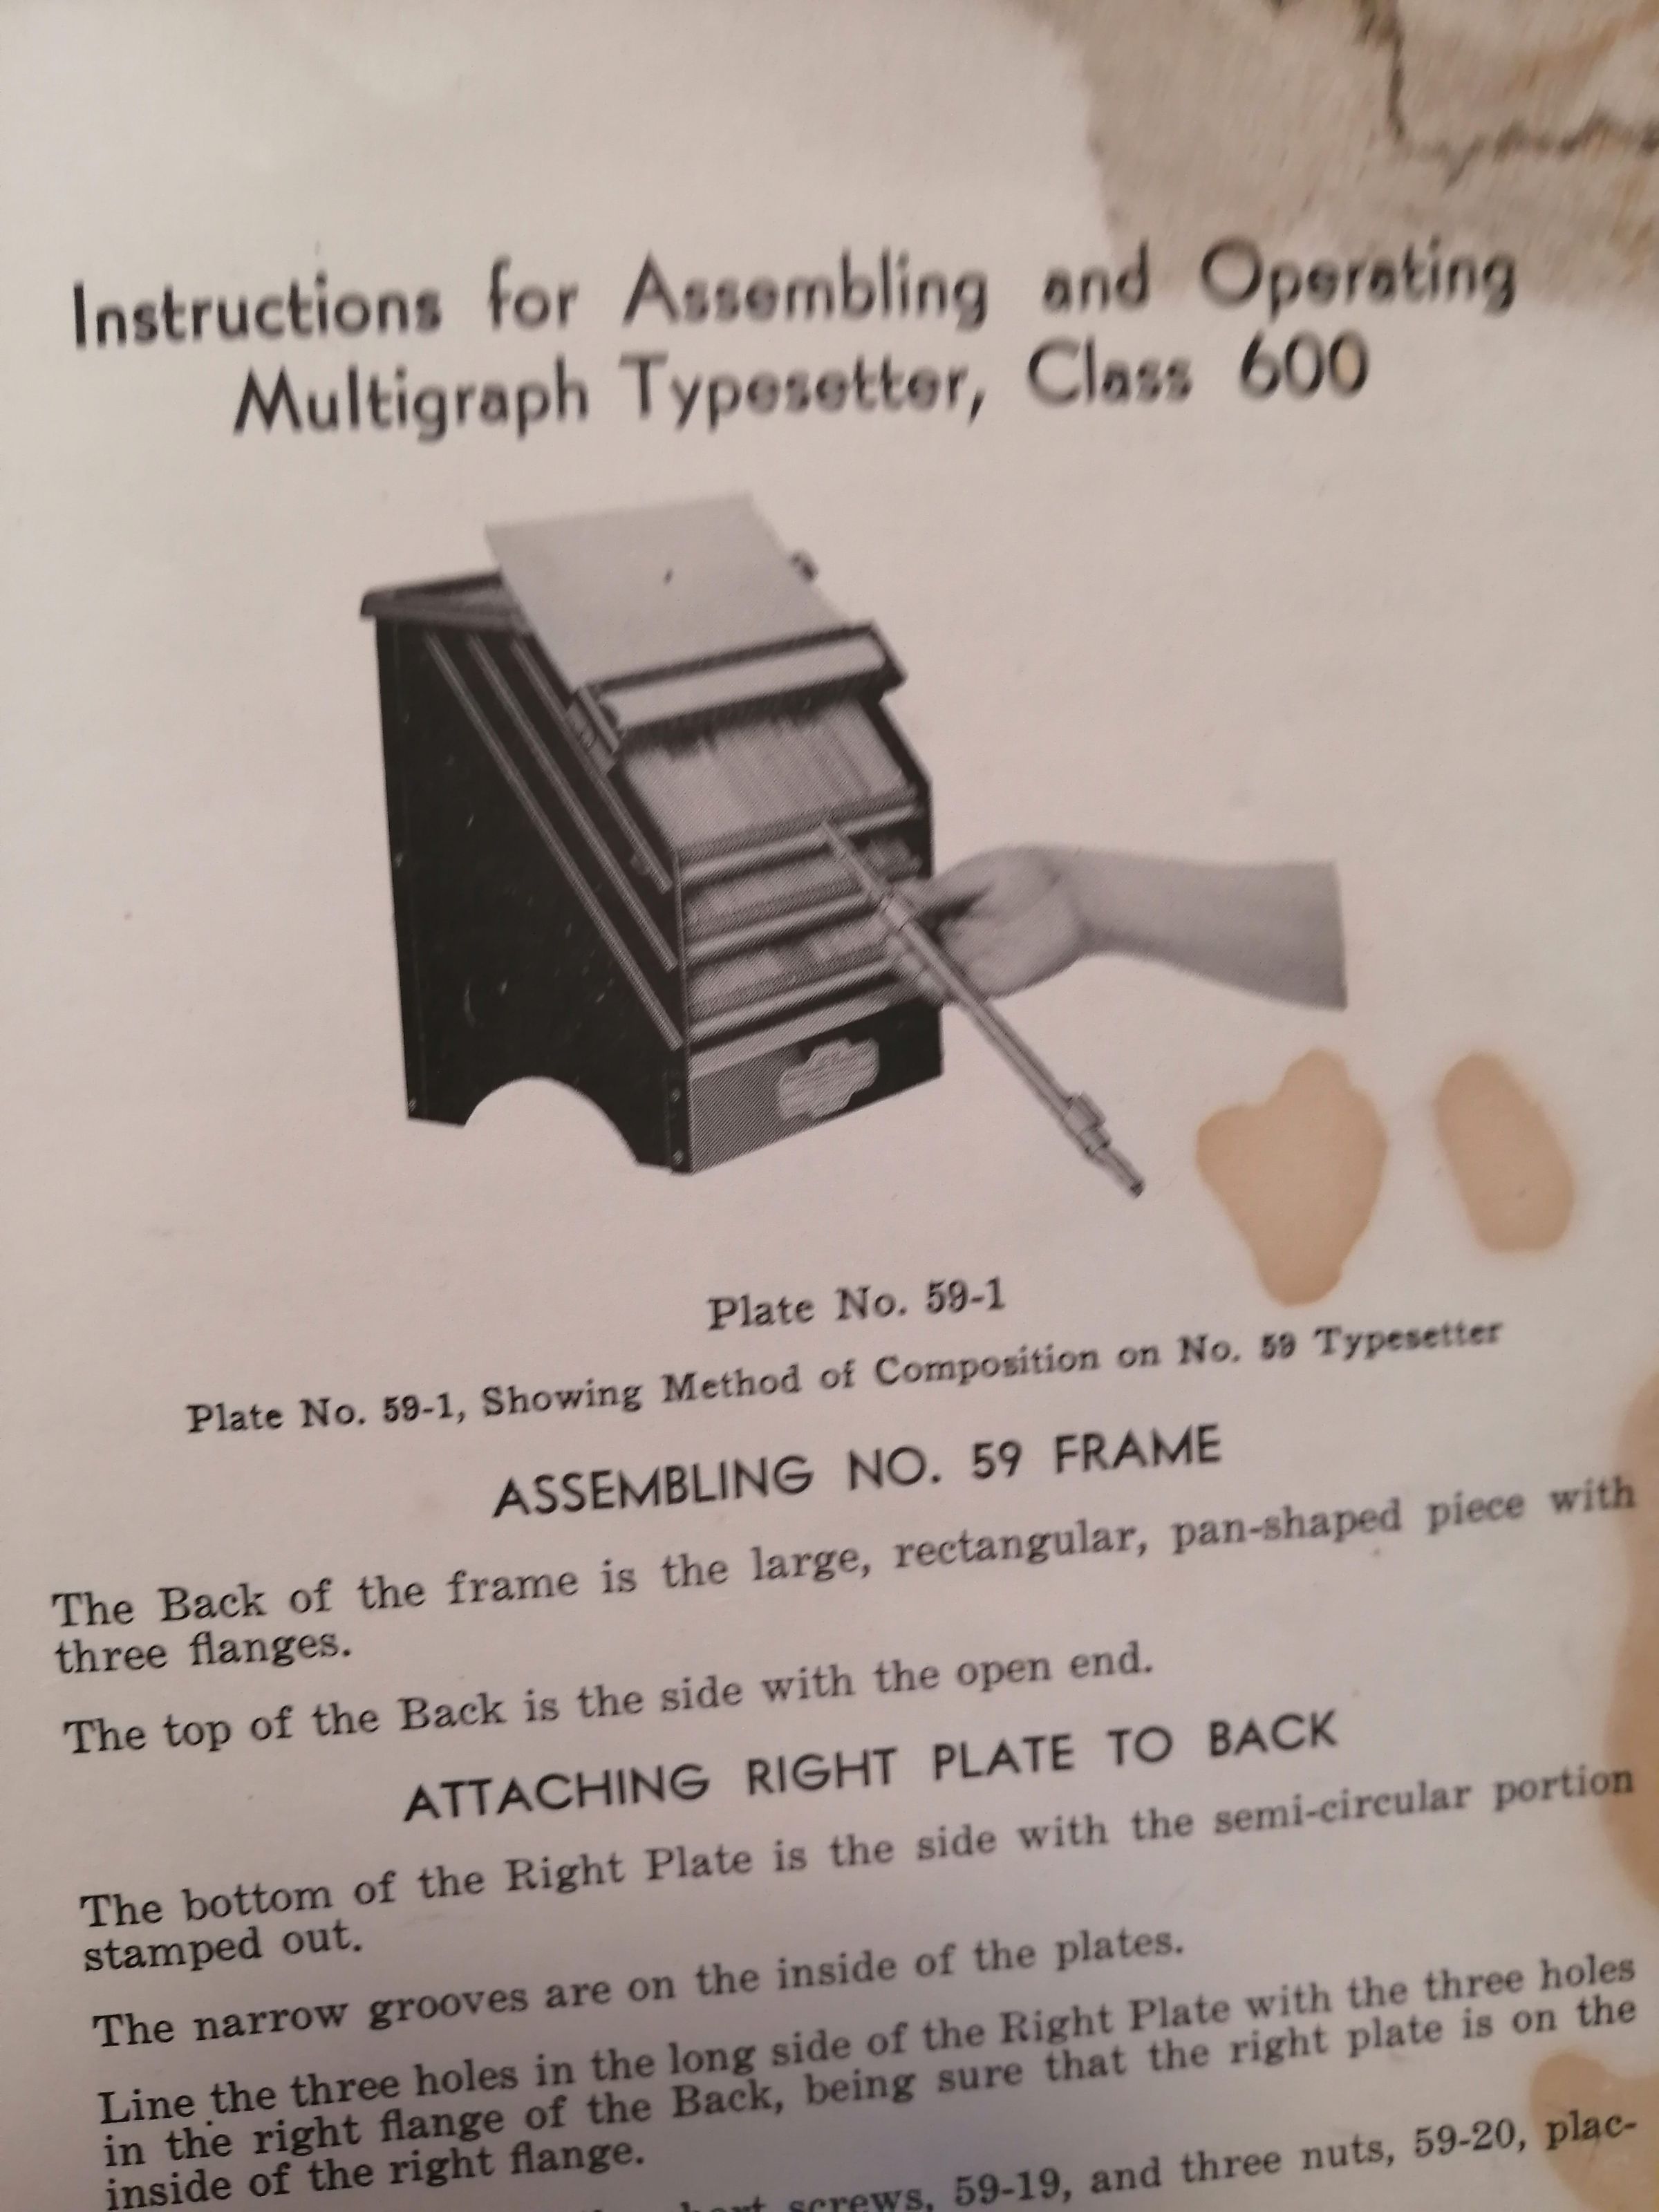 Instructions for Assembling and Operating
Multigraph Typesetter, Class 600
Plate No. 59-1
Plate No. 59-1, Showing Method of Composition on No. 59 Typesetter
ASSEMBLING NO. 59 FRAME
The Back of the frame is the large, rectangular, pan-shaped piece with
three flanges.
The top of the Back is the side with the open end.
ATTACHING RIGHT PLATE TO BACK
The bottom of the Right Plate is the side with the semi-circular portion
stamped out.
The narrow grooves are on the inside of the plates.
Line the three holes in the long side of the Right Plate with the three holes
in the right flange of the Back, being sure that the right plate is on the
inside of the right flange.
screws, 59-19, and three nuts, 59-20, plac-